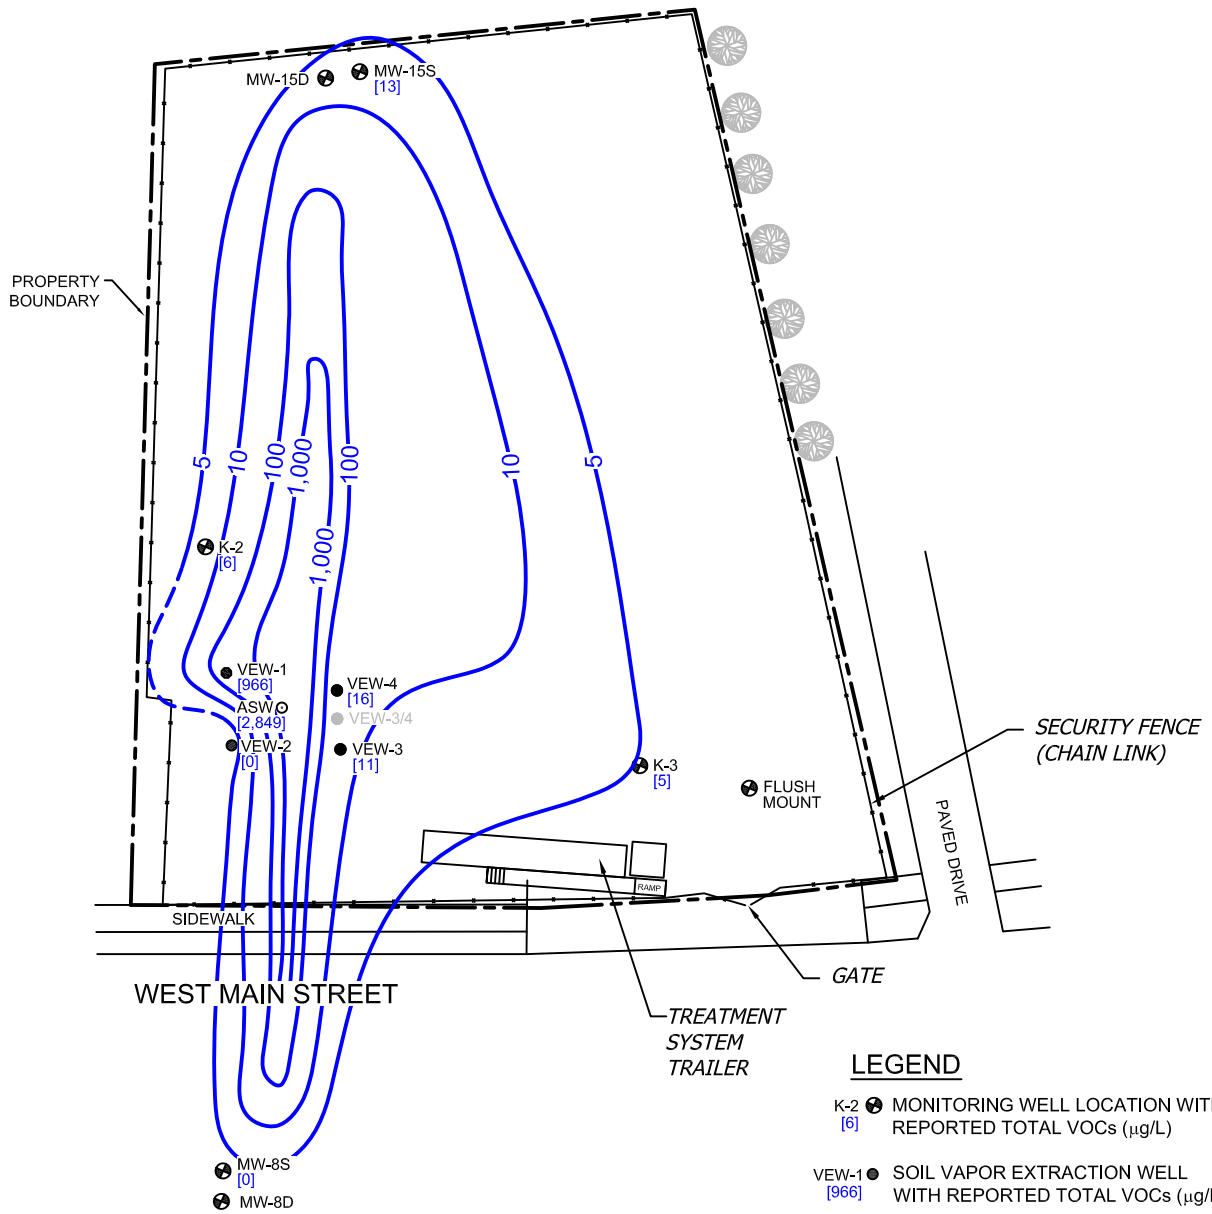 MW-15D
MW-15S
[13]
PROPERTY
BOUNDARY
5
10
100
1,000
100
10
5
1,000
K-2
[6]
VEW-1
[966]
ASW
[2,849]
VEW-2
[0]
VEW-4
[16]
VEW-3/4
VEW-3
[11]
K-3
[5]
FLUSH
MOUNT
SECURITY FENCE
(CHAIN LINK)
PAVED DRIVE
RAMP
SIDEWALK
WEST MAIN STREET
GATE
TREATMENT
SYSTEM
TRAILER
MW-8S
[0]
MW-8D
LEGEND
K-2
[6]
MONITORING WELL LOCATION WIT
REPORTED TOTAL VOCs (µg/L)
VEW-1
[966]
SOIL VAPOR EXTRACTION WELL
WITH REPORTED TOTAL VOCs (µg/